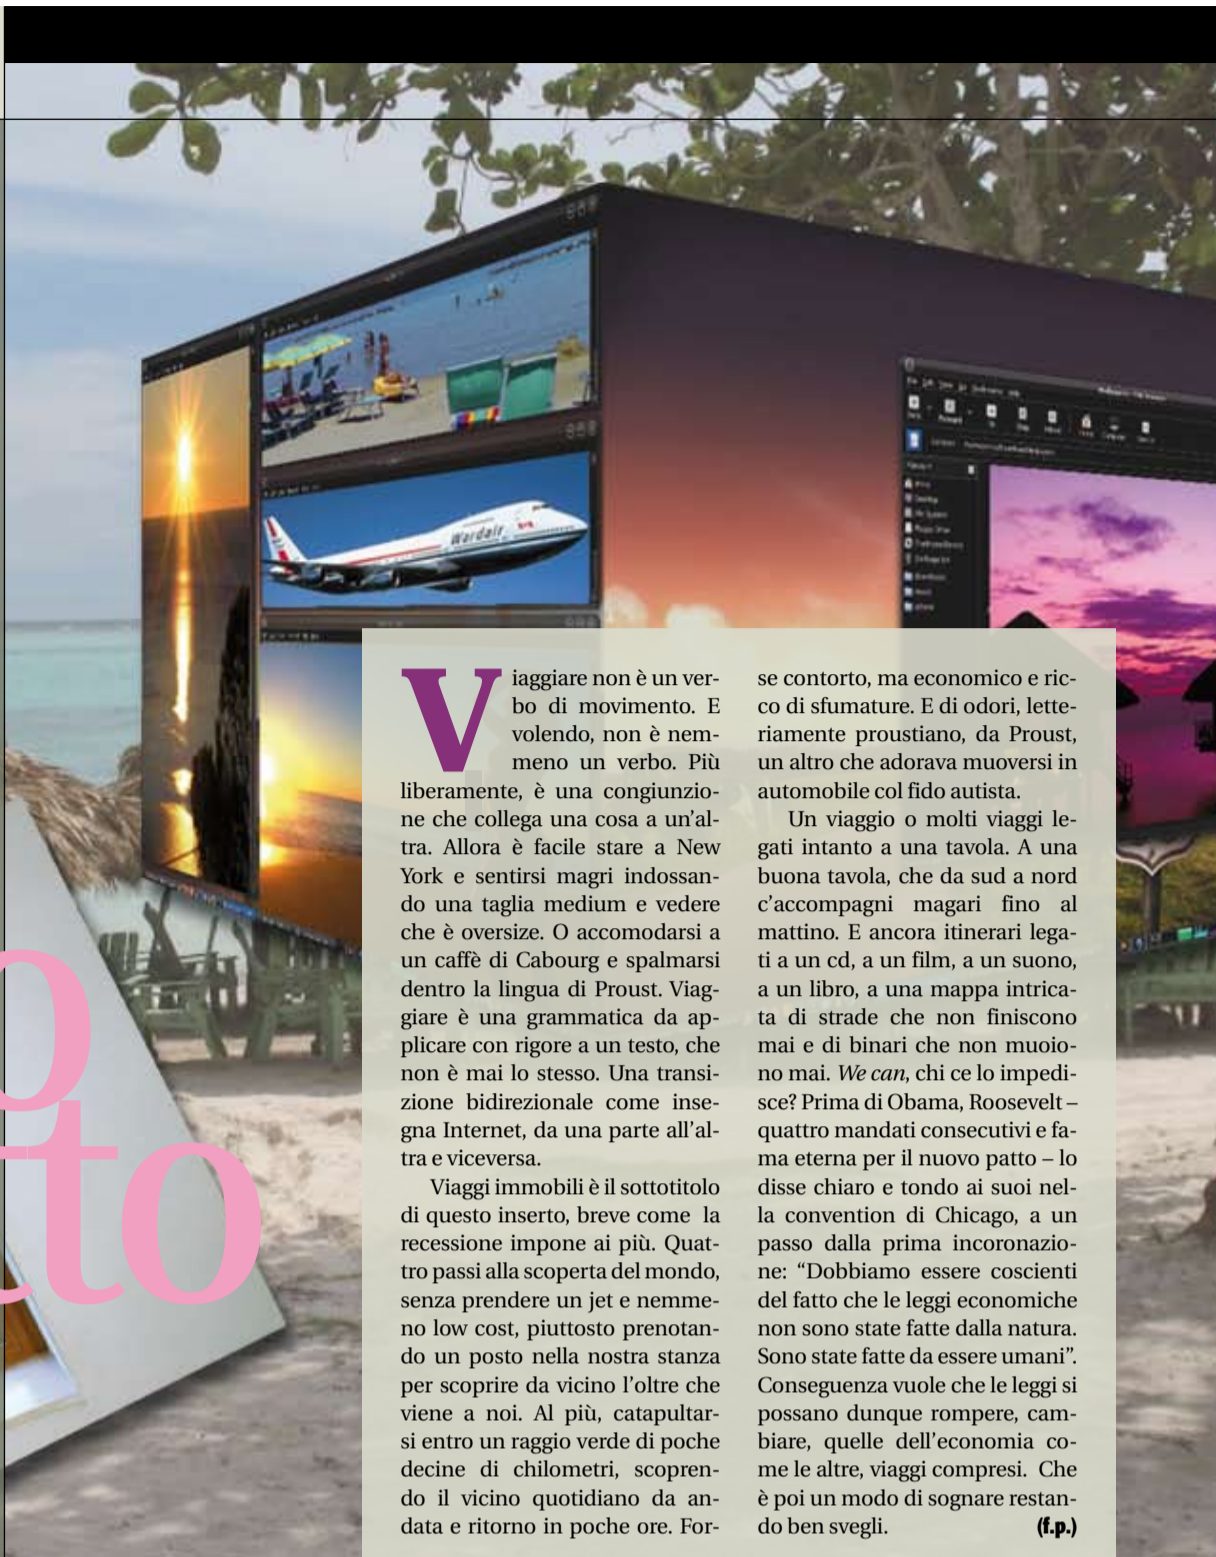 Wardair
o
tto
Viaggiare non è un ver-
bo di movimento. E
volendo, non è nem-
meno un verbo. Più
liberamente, è una congiunzio-
ne che collega una cosa a un'al-
tra. Allora è facile stare a New
York e sentirsi magri indossan-
do una taglia medium e vedere
che è oversize. O accomodarsi a
un caffè di Cabourg e spalmarsi
dentro la lingua di Proust. Viag-
giare è una grammatica da ap-
plicare con rigore a un testo, che
non è mai lo stesso. Una transi-
zione bidirezionale come inse-
gna Internet, da una parte all'al-
tra e viceversa.
Viaggi immobili è il sottotitolo
di questo inserto, breve come la
recessione impone ai più. Quat-
tro passi alla scoperta del mondo,
senza prendere un jet e nemme-
no low cost, piuttosto prenotan-
do un posto nella nostra stanza
per scoprire da vicino l'oltre che
viene a noi. Al più, catapultar-
si entro un raggio verde di poche
decine di chilometri, scopren-
do il vicino quotidiano da an-
data e ritorno in poche ore. For-
se contorto, ma economico e ric-
co di sfumature. E di odori, lette-
riamente proustiano, da Proust,
un altro che adorava muoversi in
automobile col fido autista.
Un viaggio o molti viaggi le-
gati intanto a una tavola. A una
buona tavola, che da sud a nord
c'accompagni magari fino al
mattino. E ancora itinerari lega-
ti a un cd, a un film, a un suono,
a un libro, a una mappa intrica-
ta di strade che non finiscono
mai e di binari che non muoio-
no mai. We can, chi ce lo impedi-
sce? Prima di Obama, Roosevelt –
quattro mandati consecutivi e fa-
ma eterna per il nuovo patto – lo
disse chiaro e tondo ai suoi nel-
la convention di Chicago, a un
passo dalla prima incoronazio-
ne: “Dobbiamo essere coscienti
del fatto che le leggi economiche
non sono state fatte dalla natura.
Sono state fatte da essere umani”.
Conseguenza vuole che le leggi si
possano dunque rompere, cam-
biare, quelle dell'economia co-
me le altre, viaggi compresi. Che
è poi un modo di sognare restan-
do ben svegli. (f.p.)